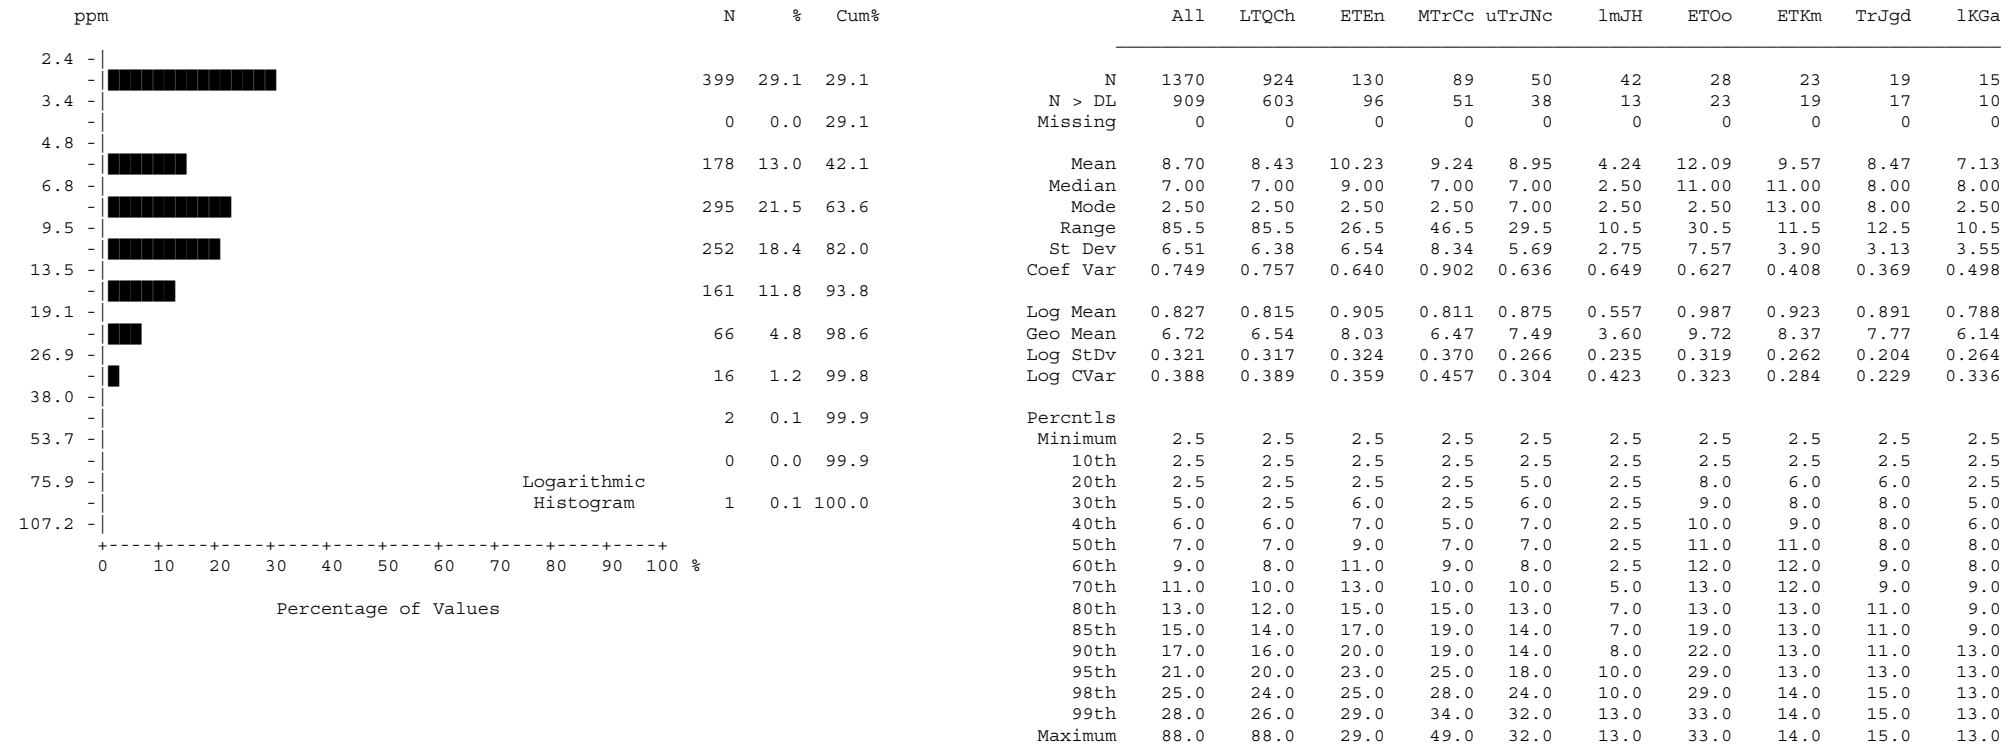 ppm N % Cum% All LTQCh ETEn MTrCc uTrJNc lmJH ETOo ETKm TrJgd lKGa
2.4 -|
-| 399 29.1 29.1 N 1370 924 130 89 50 42 28 23 19 15
3.4 -| N > DL 909 603 96 51 38 13 23 19 17 10
-| 0 0.0 29.1 Missing 0 0 0 0 0 0 0 0 0 0
4.8 -|
-| 178 13.0 42.1 Mean 8.70 8.43 10.23 9.24 8.95 4.24 12.09 9.57 8.47 7.13
6.8 -| Median 7.00 7.00 9.00 7.00 7.00 2.50 11.00 11.00 8.00 8.00
-| 295 21.5 63.6 Mode 2.50 2.50 2.50 2.50 7.00 2.50 2.50 13.00 8.00 2.50
9.5 -| Range 85.5 85.5 26.5 46.5 29.5 10.5 30.5 11.5 12.5 10.5
-| 252 18.4 82.0 St Dev 6.51 6.38 6.54 8.34 5.69 2.75 7.57 3.90 3.13 3.55
13.5 -| Coef Var 0.749 0.757 0.640 0.902 0.636 0.649 0.627 0.408 0.369 0.498
-| 161 11.8 93.8
19.1 -| Log Mean 0.827 0.815 0.905 0.811 0.875 0.557 0.987 0.923 0.891 0.788
-| 66 4.8 98.6 Geo Mean 6.72 6.54 8.03 6.47 7.49 3.60 9.72 8.37 7.77 6.14
26.9 -| Log StDv 0.321 0.317 0.324 0.370 0.266 0.235 0.319 0.262 0.204 0.264
-| 16 1.2 99.8 Log CVar 0.388 0.389 0.359 0.457 0.304 0.423 0.323 0.284 0.229 0.336
38.0 -|
-| 2 0.1 99.9 Percntls
53.7 -| Minimum 2.5 2.5 2.5 2.5 2.5 2.5 2.5 2.5 2.5 2.5
-| 0 0.0 99.9 10th 2.5 2.5 2.5 2.5 2.5 2.5 2.5 2.5 2.5 2.5
75.9 -| Logarithmic 20th 2.5 2.5 2.5 2.5 5.0 2.5 8.0 6.0 6.0 2.5
-| Histogram 1 0.1 100.0 30th 5.0 2.5 6.0 2.5 6.0 2.5 9.0 8.0 8.0 5.0
107.2 -| 40th 6.0 6.0 7.0 5.0 7.0 2.5 10.0 9.0 8.0 6.0
+----+----+----+----+----+----+----+----+----+----+ 50th 7.0 7.0 9.0 7.0 7.0 2.5 11.0 11.0 8.0 8.0
0 10 20 30 40 50 60 70 80 90 100 % 60th 9.0 8.0 11.0 9.0 8.0 2.5 12.0 12.0 9.0 8.0
70th 11.0 10.0 13.0 10.0 10.0 5.0 13.0 12.0 9.0 9.0
Percentage of Values 80th 13.0 12.0 15.0 15.0 13.0 7.0 13.0 13.0 11.0 9.0
85th 15.0 14.0 17.0 19.0 14.0 7.0 19.0 13.0 11.0 9.0
90th 17.0 16.0 20.0 19.0 14.0 8.0 22.0 13.0 11.0 13.0
95th 21.0 20.0 23.0 25.0 18.0 10.0 29.0 13.0 13.0 13.0
98th 25.0 24.0 25.0 28.0 24.0 10.0 29.0 14.0 15.0 13.0
99th 28.0 26.0 29.0 34.0 32.0 13.0 33.0 14.0 15.0 13.0
Maximum 88.0 88.0 29.0 49.0 32.0 13.0 33.0 14.0 15.0 13.0